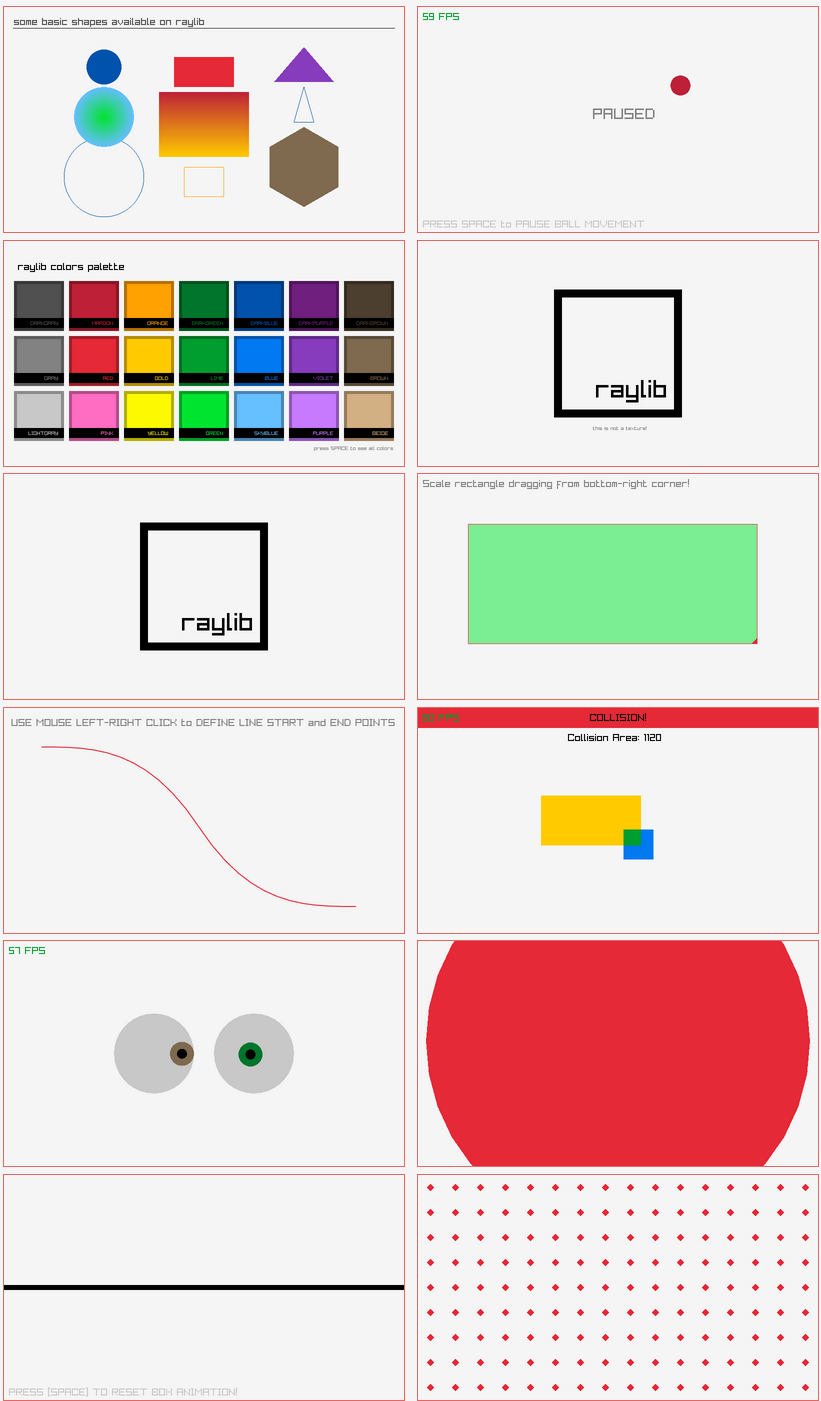 some basic shapes available on raylib
59 FPS
PAUSED
PRESS SPACE to PAUSE BALL MOVEMENT
raylib colors palette
DARKGRAY MAROON ORANGE DARKGREEN DARKBLUE DARKPURPLE DARKBROWN
GRAY RED GOLD LIME BLUE VIOLET BROWN
LIGHTGRAY PINK YELLOW GREEN SKYBLUE PURPLE BEIGE
press SPACE to see all colors
raylib
this is not a texture!
raylib
Scale rectangle dragging from bottom-right corner!
USE MOUSE LEFT-RIGHT CLICK to DEFINE LINE START and END POINTS
FPS COLLISION!
Collision Area: 1120
57 FPS
PRESS [SPACE] TO RESET BOX ANIMATION!